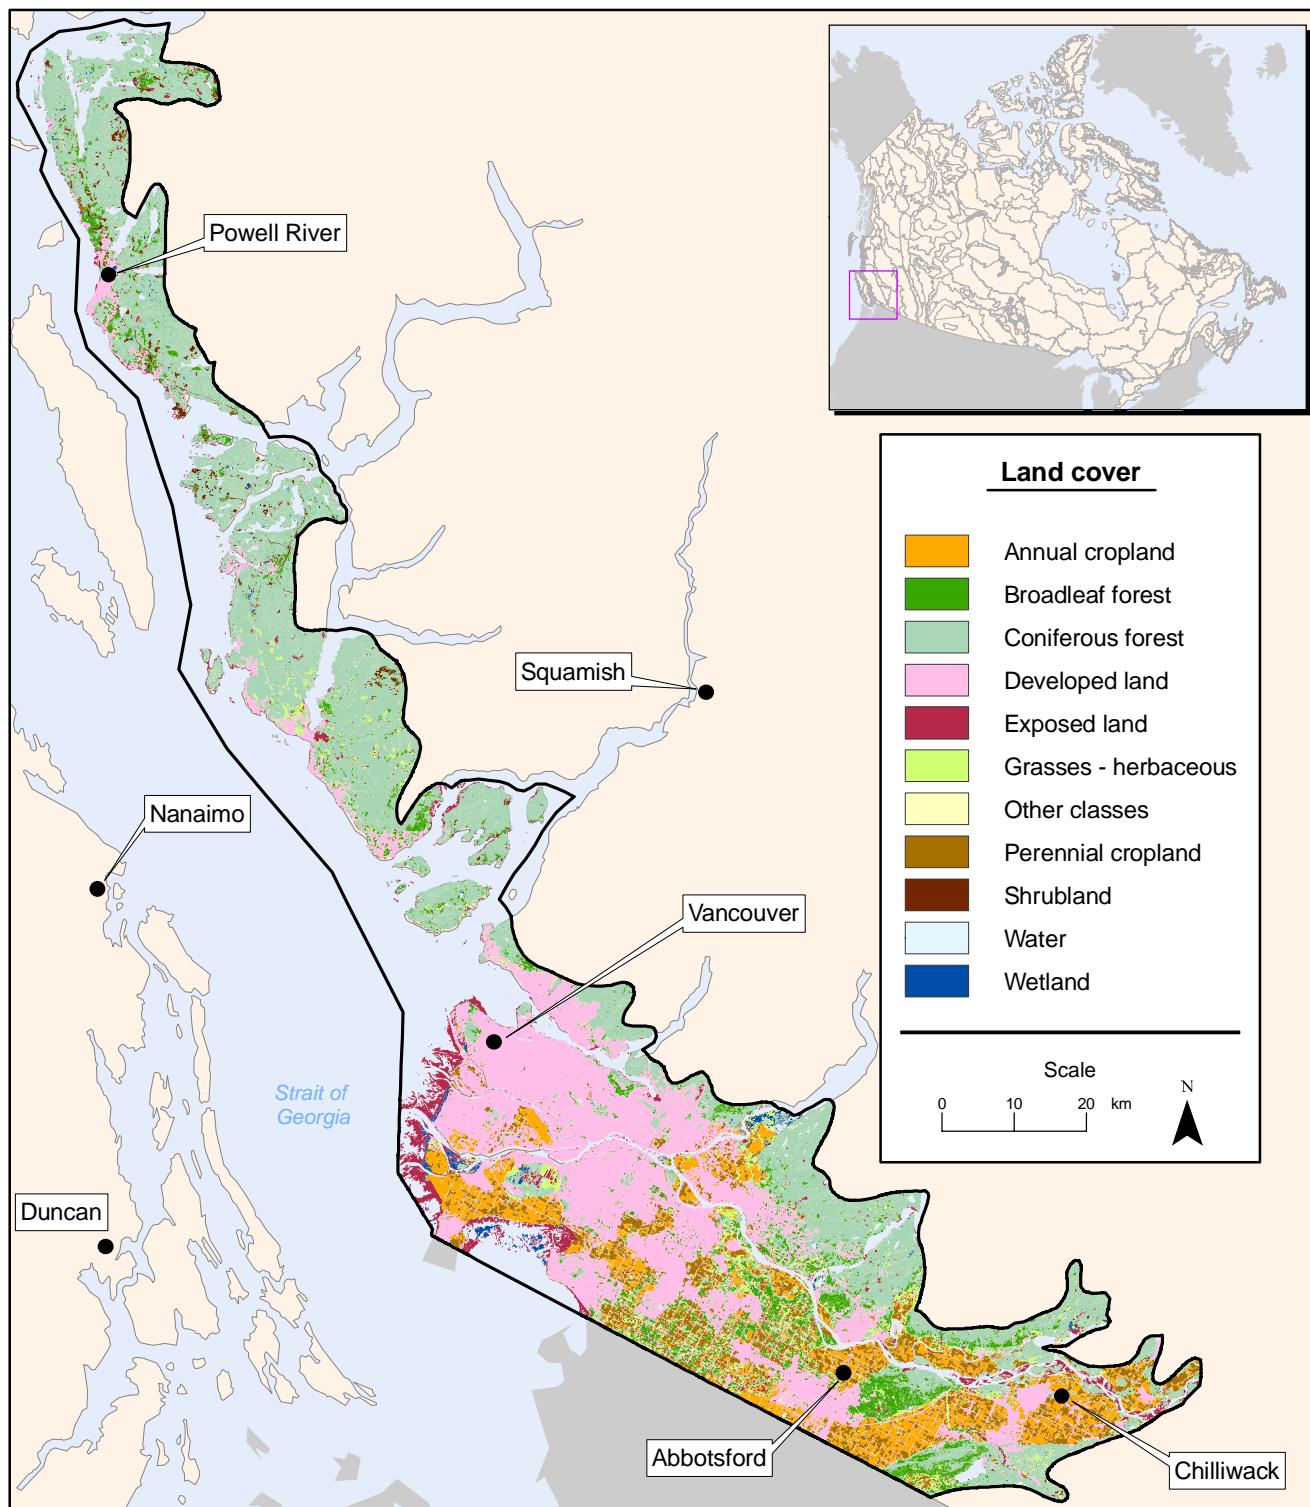 Powell River
Land cover
Annual cropland
Broadleaf forest
Coniferous forest
Developed land
Exposed land
Grasses - herbaceous
Other classes
Perennial cropland
Shrubland
Water
Wetland
Squamish
Nanaimo
Vancouver
Scale
0 10 20 km
N
Strait of
Georgia
Duncan
Abbotsford
Chilliwack